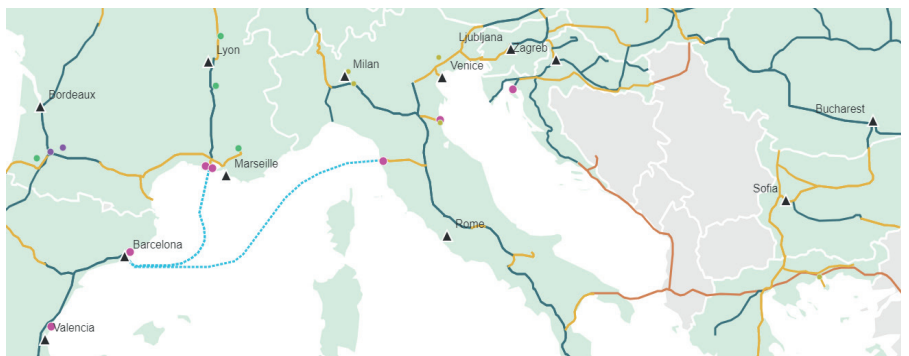 Ljubljana
Zagreb
Lyon
Milan
Venice
Bordeaux
Bucharest
Marseille
Sofia
Rome
Barcelona
Valencia